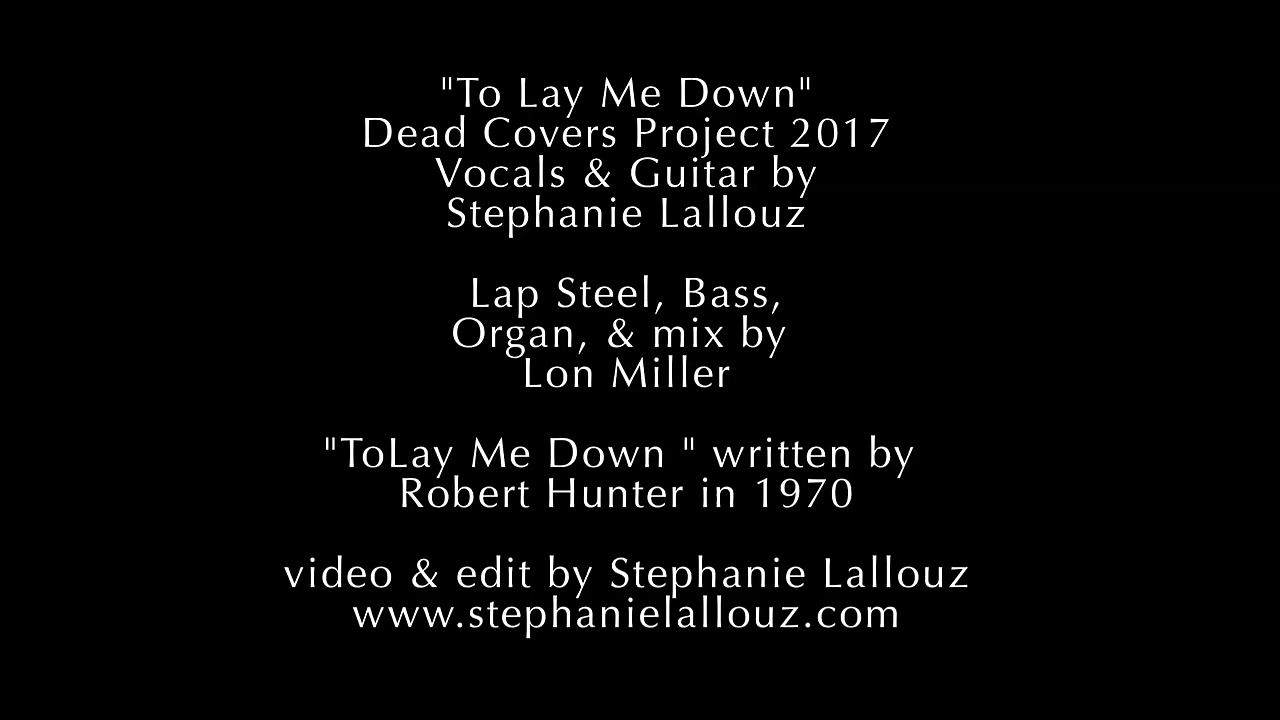 "To Lay Me Down"
Dead Covers Project 2017
Vocals & Guitar by
Stephanie Lallouz
Lap Steel, Bass,
Organ, & mix by
Lon Miller
"ToLay Me Down " written by
Robert Hunter in 1970
video & edit by Stephanie Lallouz
www.stephanielallouz.com